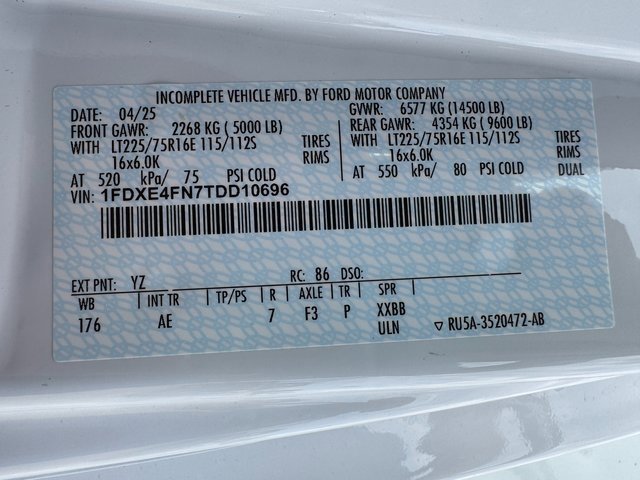 INCOMPLETE VEHICLE MFD. BY FORD MOTOR COMPANY
DATE: 04/25 GVWR: 6577 KG (14500 LB)
FRONT GAWR: 2268 KG ( 5000 LB) REAR GAWR: 4354 KG ( 9600 LB)
WITH LT225/75R16E 115/112S TIRES WITH LT225/75R16E 115/112S TIRES
16x6.0K RIMS 16x6.0K RIMS
AT 520 kPa/ 75 PSI COLD AT 550 kPa/ 80 PSI COLD DUAL
VIN: 1FDXE4FN7TDD10696
EXT PNT: YZ RC: 86 DSO:
WB INT TR TP/PS R AXLE TR SPR
176 AE 7 F3 P XXBB
ULN ▽ RU5A-3520472-AB